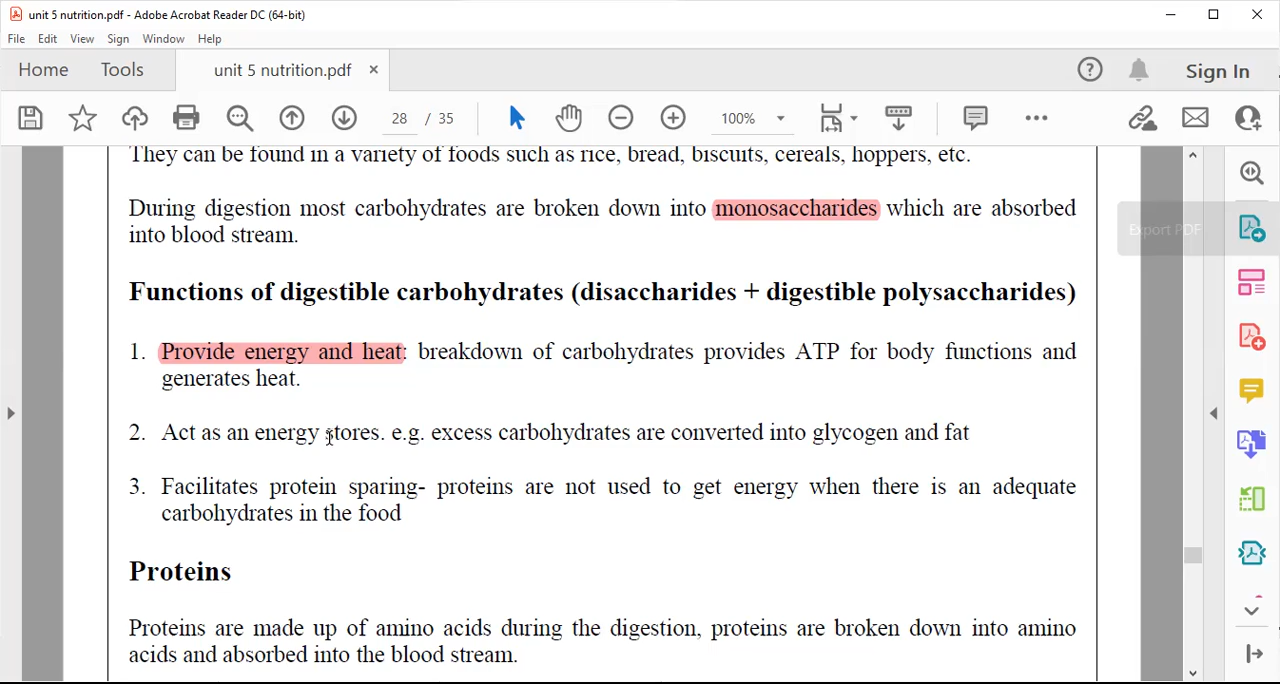 unit 5 nutrition.pdf - Adobe Acrobat Reader DC (64-bit)
File Edit View Sign Window Help
Home Tools unit 5 nutrition.pdf × Sign In
28 / 35 100%
They can be found in a variety of foods such as rice, bread, biscuits, cereals, hoppers, etc.
During digestion most carbohydrates are broken down into monosaccharides which are absorbed
into blood stream.
Export PDF
Functions of digestible carbohydrates (disaccharides + digestible polysaccharides)
1. Provide energy and heat: breakdown of carbohydrates provides ATP for body functions and
generates heat.
2. Act as an energy stores. e.g. excess carbohydrates are converted into glycogen and fat
3. Facilitates protein sparing- proteins are not used to get energy when there is an adequate
carbohydrates in the food
Proteins
Proteins are made up of amino acids during the digestion, proteins are broken down into amino
acids and absorbed into the blood stream.